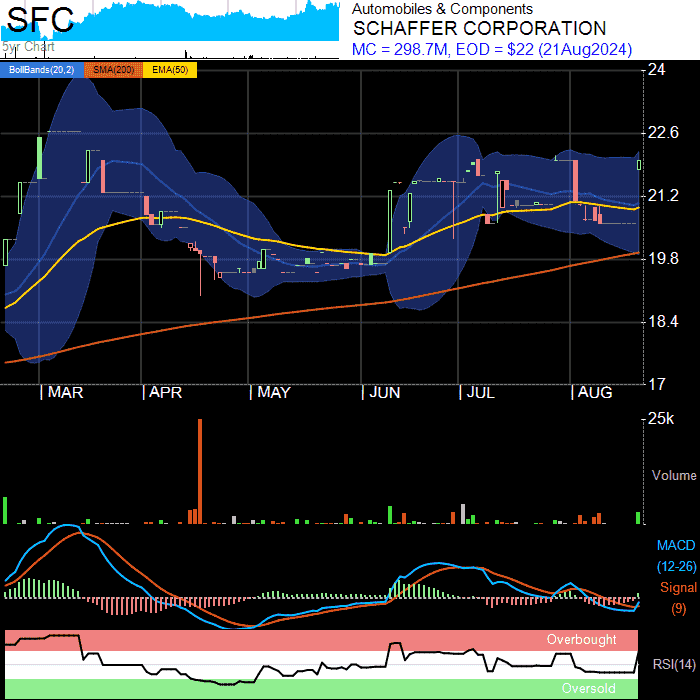 SFC
5yr Chart
Automobiles & Components
SCHAFFER CORPORATION
MC = 298.7M, EOD = $22 (21Aug2024)
BollBands(20,2) SMA(200) EMA(50)
24
22.6
21.2
19.8
18.4
17
MAR APR MAY JUN JUL AUG
25k
Volume
MACD
(12-26)
Signal
(9)
Overbought
RSI(14)
Oversold